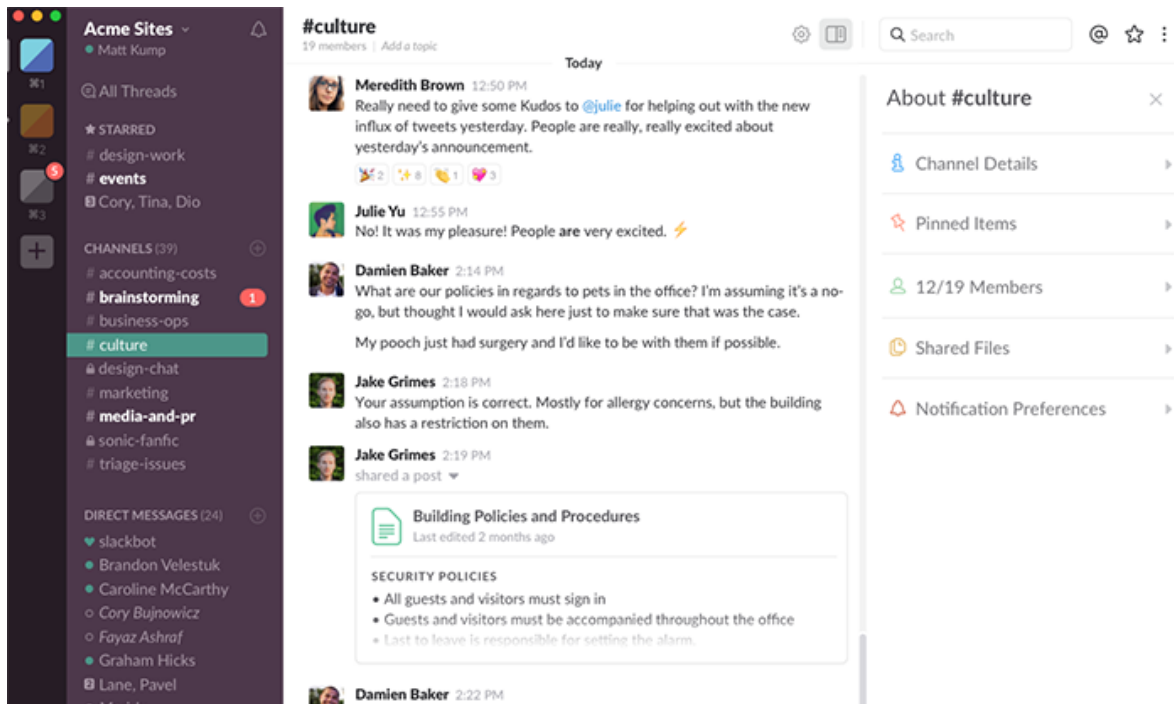 ⌘1
⌘2
5
⌘3
Acme Sites
Matt Kump
All Threads
STARRED
# design-work
# events
2 Cory, Tina, Dio
CHANNELS (39)
# accounting-costs
# brainstorming 1
# business-ops
# culture
design-chat
# marketing
# media-and-pr
sonic-fanfic
# triage-issues
DIRECT MESSAGES (24)
slackbot
Brandon Velestuk
Caroline McCarthy
Cory Bujnowicz
Fayaz Ashraf
Graham Hicks
2 Lane, Pavel
#culture
19 members | Add a topic
Today
Meredith Brown 12:50 PM
Really need to give some Kudos to @julie for helping out with the new
influx of tweets yesterday. People are really, really excited about
yesterday's announcement.
2 8 1 3
Julie Yu 12:55 PM
No! It was my pleasure! People are very excited.
Damien Baker 2:14 PM
What are our policies in regards to pets in the office? I'm assuming it's a no-
go, but thought I would ask here just to make sure that was the case.
My pooch just had surgery and I'd like to be with them if possible.
Jake Grimes 2:18 PM
Your assumption is correct. Mostly for allergy concerns, but the building
also has a restriction on them.
Jake Grimes 2:19 PM
shared a post
Building Policies and Procedures
Last edited 2 months ago
SECURITY POLICIES
• All guests and visitors must sign in
• Guests and visitors must be accompanied throughout the office
• Last to leave is responsible for setting the alarm.
Damien Baker 2:22 PM
Search
@
About #culture
Channel Details
Pinned Items
12/19 Members
Shared Files
Notification Preferences